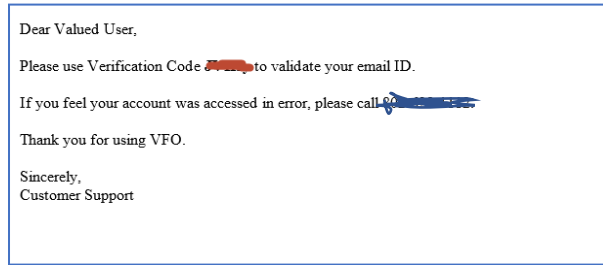 Dear Valued User,
Please use Verification Code to validate your email ID.
If you feel your account was accessed in error, please call
Thank you for using VFO.
Sincerely,
Customer Support